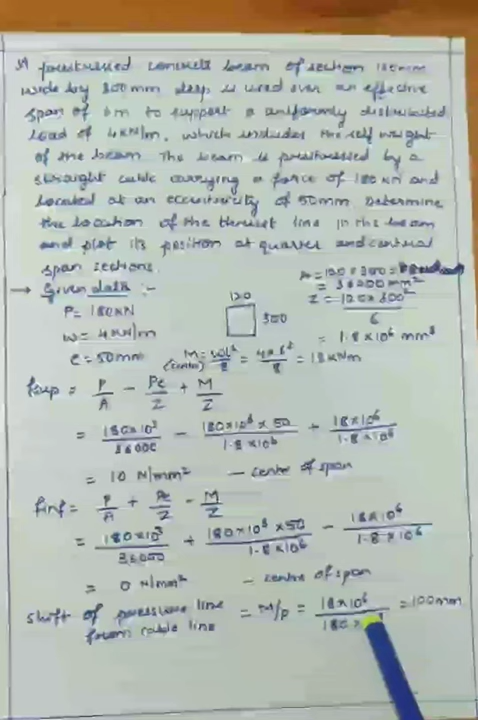 A prestressed concrete beam of section 120mm
wide by 300mm deep is used over an effective
span of 6m to support a uniformly distributed
load of 4kN/m, which includes the self weight
of the beam. The beam is prestressed by a
straight cable carrying a force of 180kN and
located at an eccentricity of 50mm. Determine
the location of the thrust line in the beam
and plot its position at quarter and central
span sections.
→ Given data :-
A = 120 × 300
= 36000 mm²
P = 180kN
120
300
Z = 120 × 300² / 6
w = 4kN/m
= 1.8×10⁶ mm³
e = 50mm
M (centre) = wl²/8 = 4×6²/8 = 18kNm
fsup = P/A - Pe/Z + M/Z
= 180×10³/36000 - 180×10³×50/1.8×10⁶ + 18×10⁶/1.8×10⁶
= 10 N/mm² - centre of span
finf = P/A + Pe/Z - M/Z
= 180×10³/36000 + 180×10³×50/1.8×10⁶ - 18×10⁶/1.8×10⁶
= 0 N/mm² - centre of span
shift of pressure line = M/P = 18×10⁶/180× = 100mm
from cable line